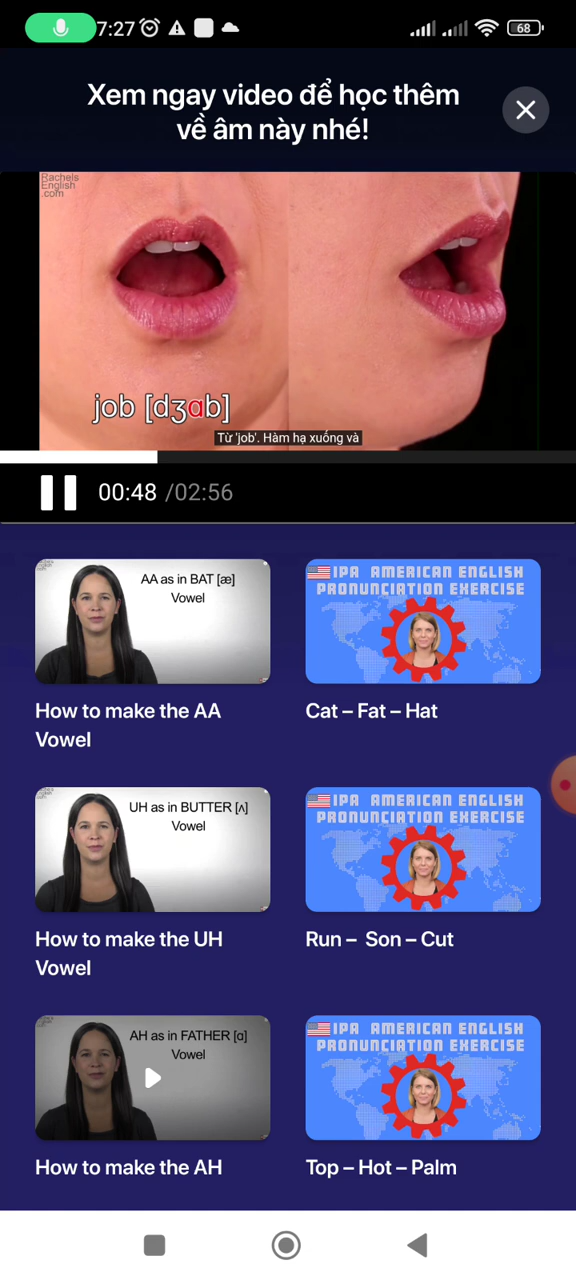 7:27
68
Xem ngay video để học thêm
về âm này nhé!
Rachels
English
.com
job [dʒɑb]
Từ 'job'. Hàm hạ xuống và
00:48 /02:56
AA as in BAT [æ]
Vowel
How to make the AA
Vowel
IPA AMERICAN ENGLISH
PRONUNCIATION EXERCISE
Cat – Fat – Hat
UH as in BUTTER [ʌ]
Vowel
How to make the UH
Vowel
IPA AMERICAN ENGLISH
PRONUNCIATION EXERCISE
Run – Son – Cut
AH as in FATHER [ɑ]
Vowel
How to make the AH
IPA AMERICAN ENGLISH
PRONUNCIATION EXERCISE
Top – Hot – Palm